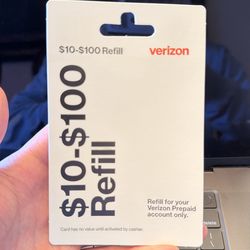 $10-$100 Refill
verizon
$10-$100
Refill
Refill for your
Verizon Prepaid
account only.
Card has no value until activated by cashier.